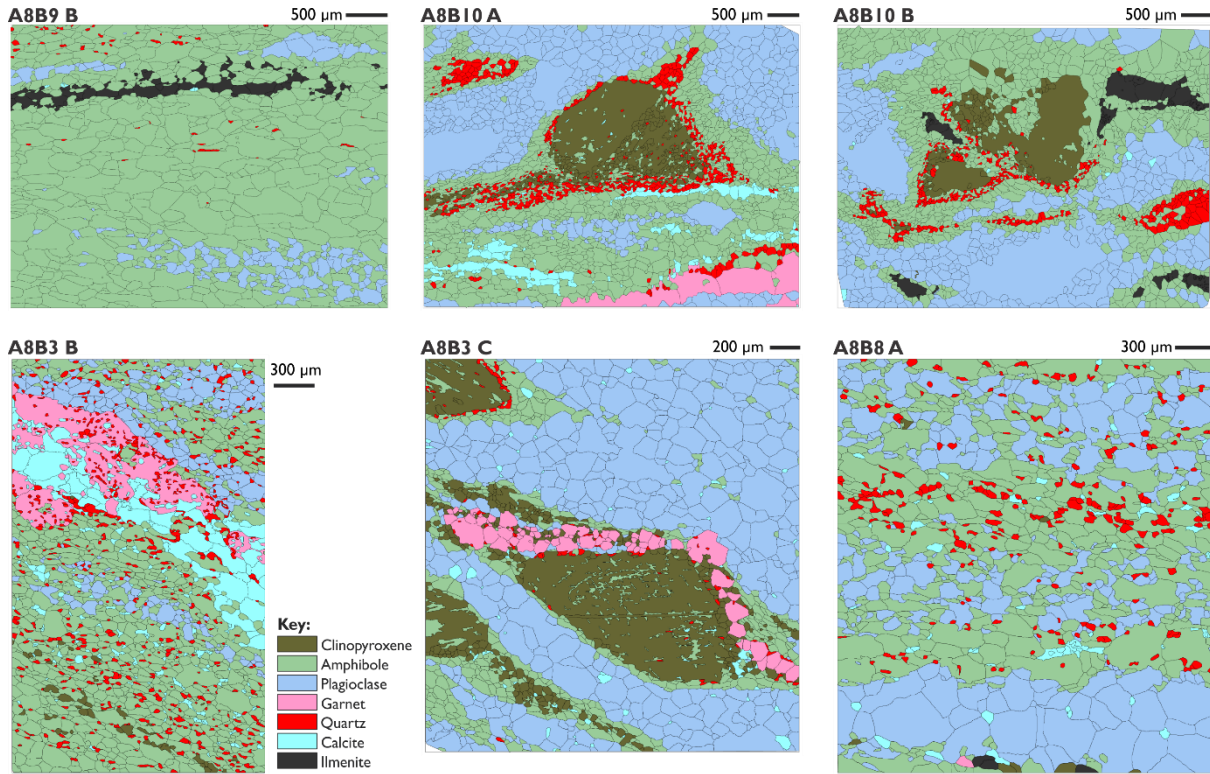 A8B9 B
500 µm
A8B10 A
500 µm
A8B10 B
500 µm
A8B3 B
300 µm
A8B3 C
200 µm
A8B8 A
300 µm
Key:
Clinopyroxene
Amphibole
Plagioclase
Garnet
Quartz
Calcite
Ilmenite